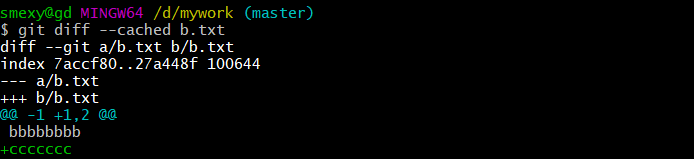 smexy@gd MINGW64 /d/mywork (master)
$ git diff --cached b.txt
diff --git a/b.txt b/b.txt
index 7accf80..27a448f 100644
--- a/b.txt
+++ b/b.txt
@@ -1 +1,2 @@
 bbbbbbbb
+ccccccc